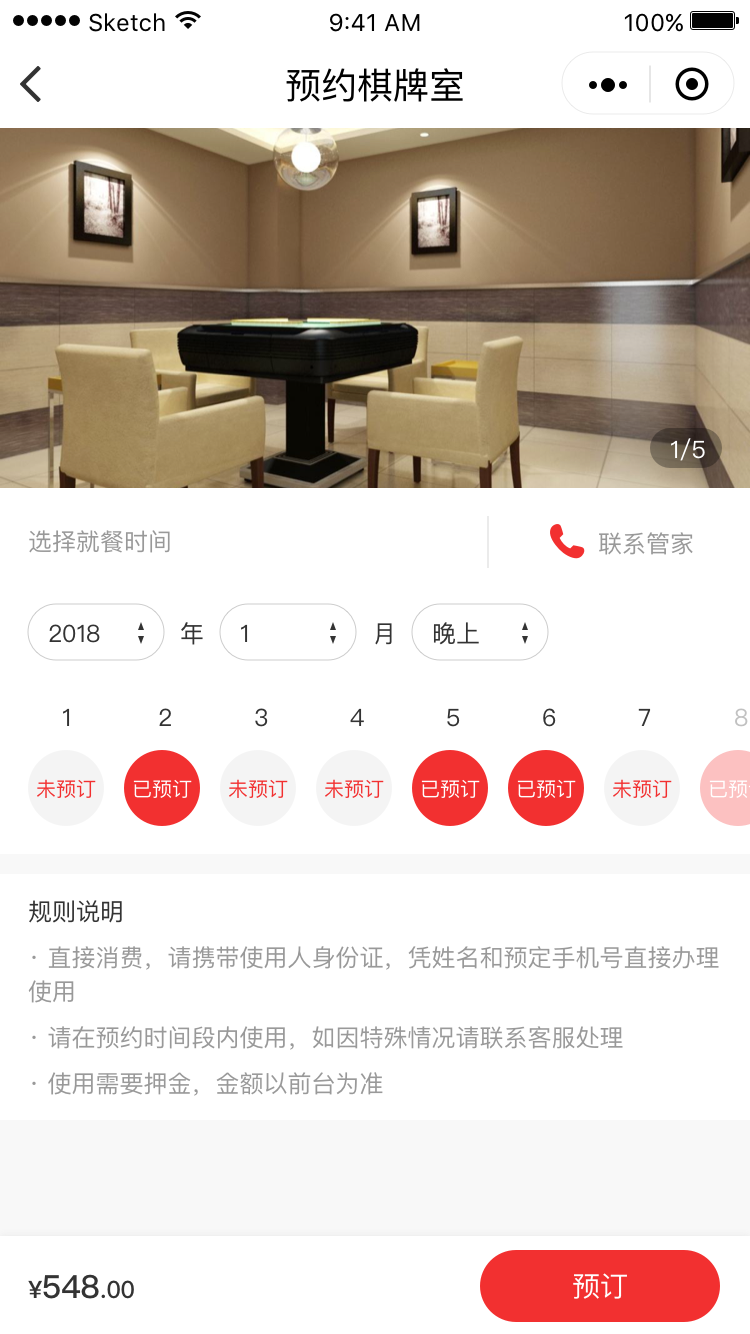 Sketch 9:41 AM 100%
预约棋牌室
1/5
选择就餐时间 联系管家
2018 年 1 月 晚上
1 2 3 4 5 6 7 8
未预订 已预订 未预订 未预订 已预订 已预订 未预订 已预
规则说明
· 直接消费，请携带使用人身份证，凭姓名和预定手机号直接办理
使用
· 请在预约时间段内使用，如因特殊情况请联系客服处理
· 使用需要押金，金额以前台为准
¥548.00 预订